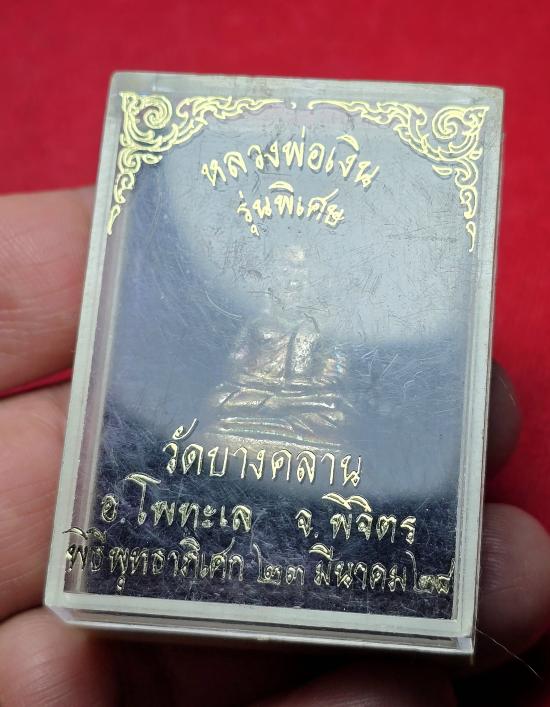 หลวงพ่อเงิน
รุ่นพิเศษ
วัดบางคลาน
อ.โพทะเล จ.พิจิตร
พิธีพุทธาภิเศก ๒๓ มีนาคม ๒๘